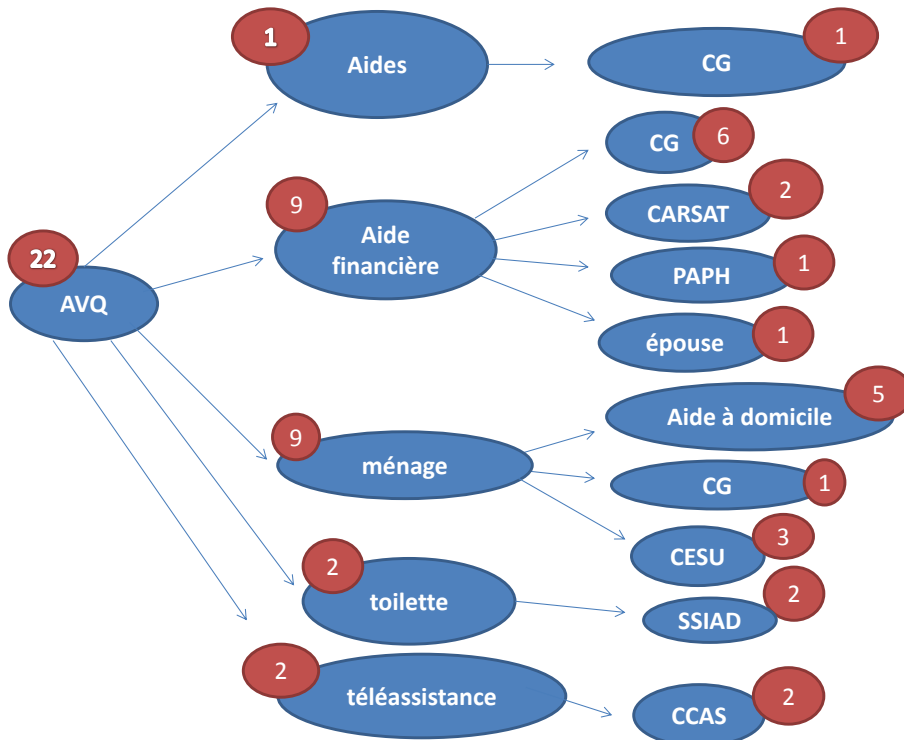 1
Aides
1
CG
6
CG
9
Aide
financière
2
CARSAT
22
AVQ
1
PAPH
1
épouse
5
Aide à domicile
9
ménage
1
CG
3
CESU
2
toilette
2
SSIAD
2
téléassistance
2
CCAS